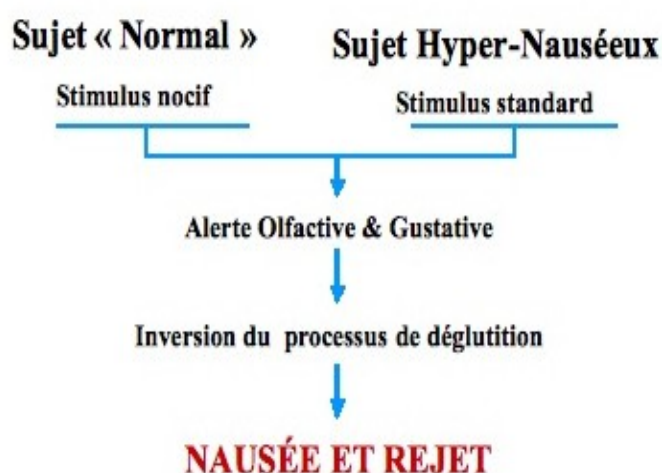 Sujet « Normal »
Sujet Hyper-Nauséeux
Stimulus nocif
Stimulus standard
Alerte Olfactive & Gustative
Inversion du processus de déglutition
NAUSÉE ET REJET